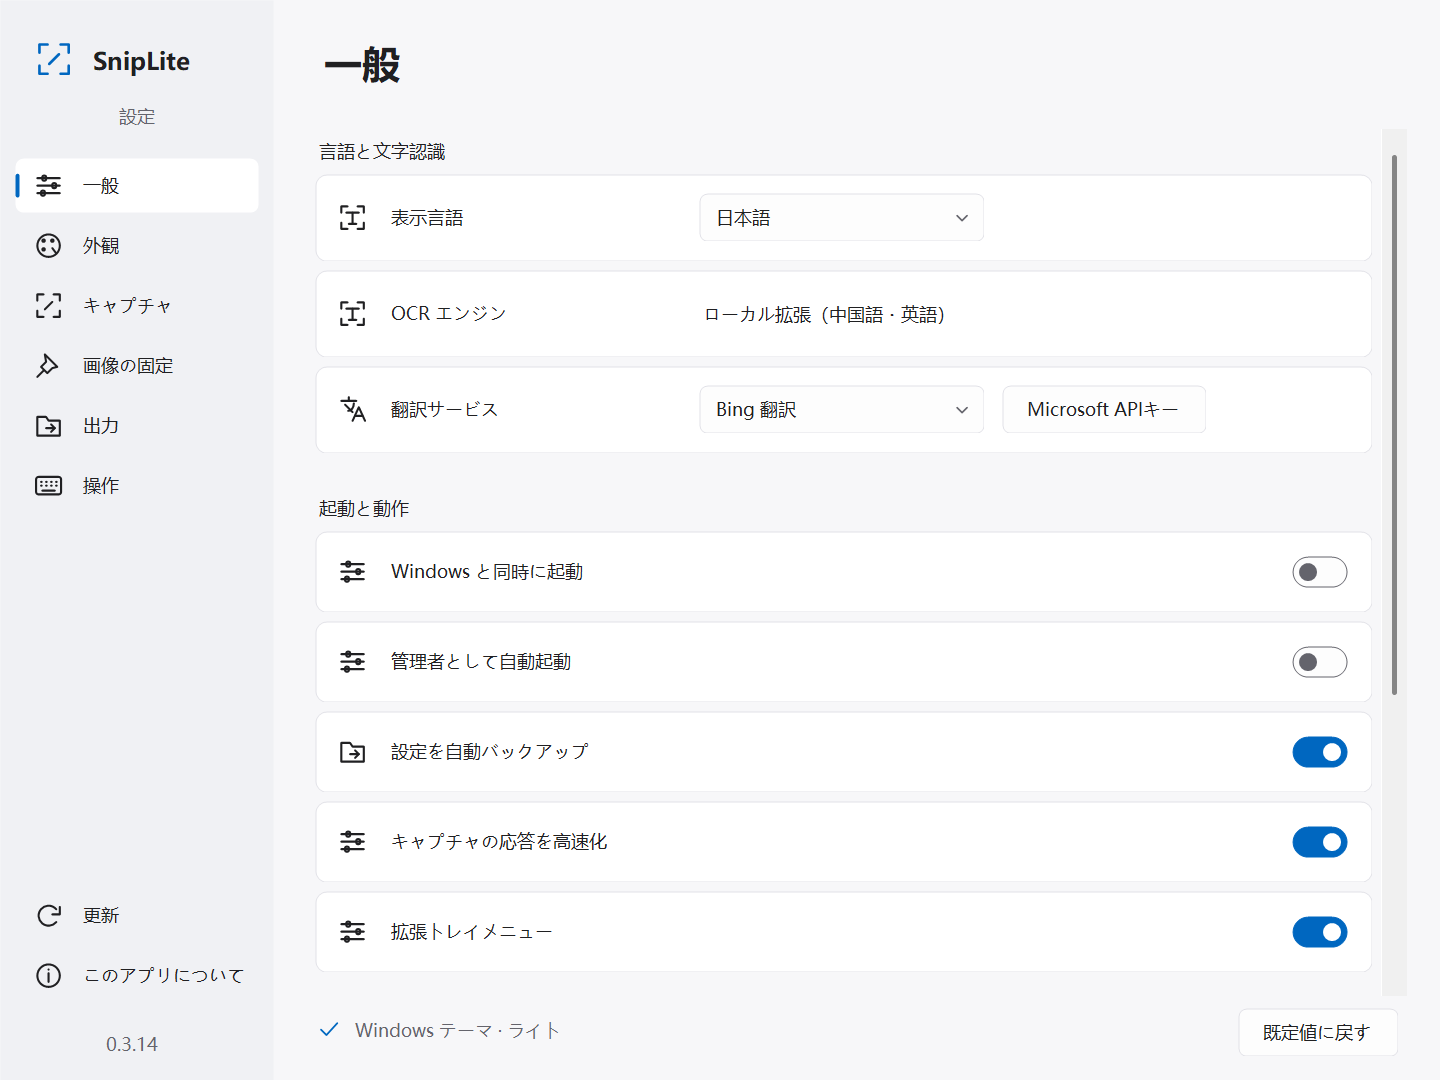 SnipLite
設定
一般
外観
キャプチャ
画像の固定
出力
操作
更新
このアプリについて
0.3.14
一般
言語と文字認識
表示言語
日本語
OCR エンジン
ローカル拡張（中国語・英語）
翻訳サービス
Bing 翻訳
Microsoft APIキー
起動と動作
Windows と同時に起動
管理者として自動起動
設定を自動バックアップ
キャプチャの応答を高速化
拡張トレイメニュー
Windows テーマ · ライト
既定値に戻す